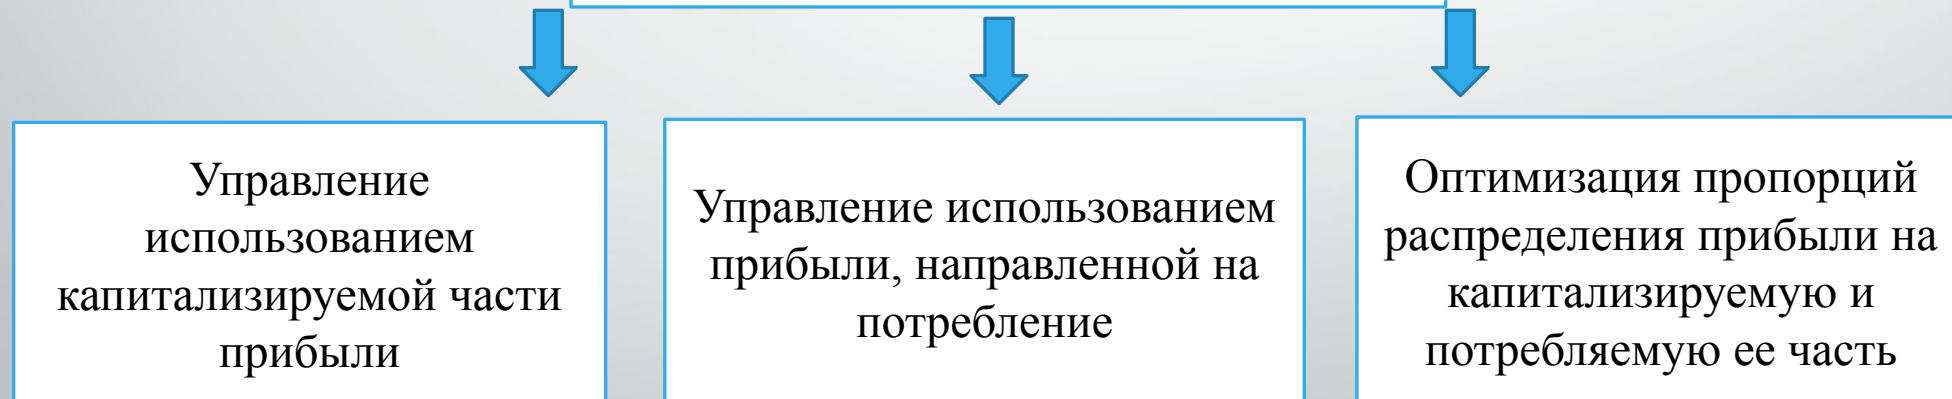 Управление
использованием
капитализируемой части
прибыли
Управление использованием
прибыли, направленной на
потребление
Оптимизация пропорций
распределения прибыли на
капитализируемую и
потребляемую ее часть